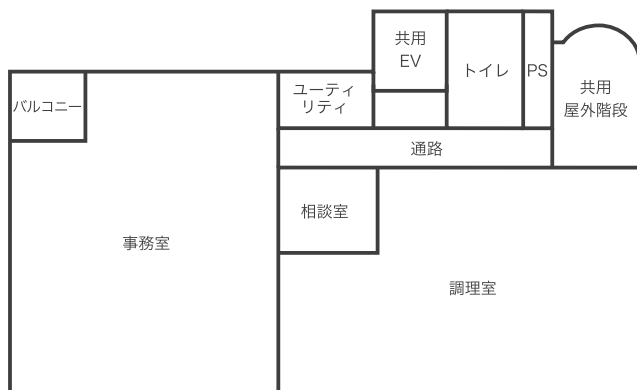 共用
EV
トイレ
PS
共用
屋外階段
ユーティ
リティ
バルコニー
通路
相談室
事務室
調理室